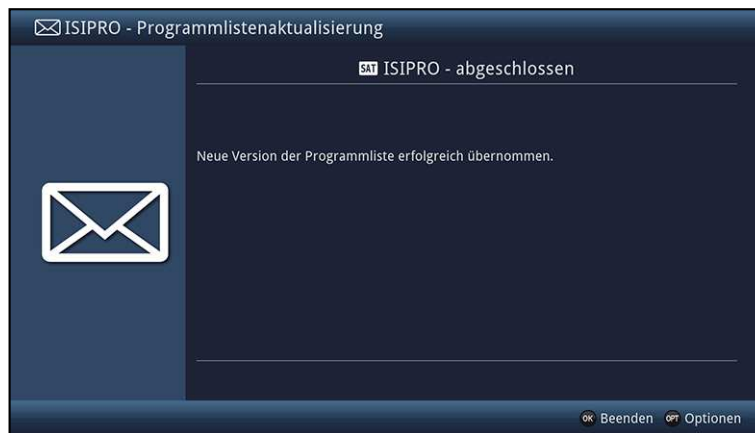 ISIPRO - Programmlistenaktualisierung
SAT ISIPRO - abgeschlossen
Neue Version der Programmliste erfolgreich übernommen.
OK Beenden OPT Optionen